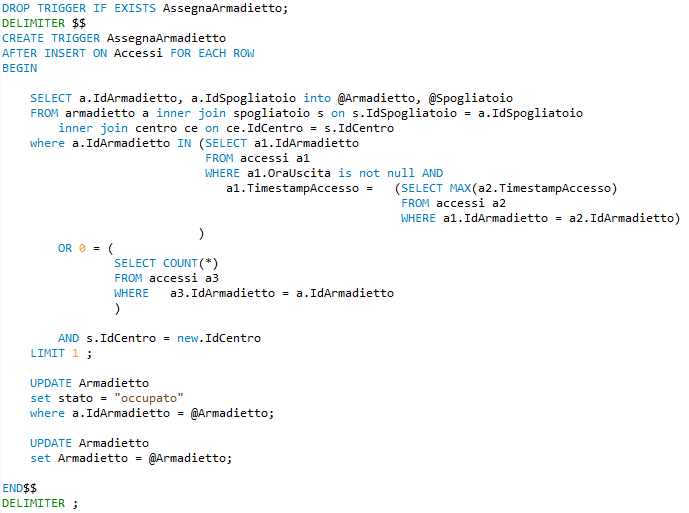 DROP TRIGGER IF EXISTS AssegnaArmadietto;
DELIMITER $$
CREATE TRIGGER AssegnaArmadietto
AFTER INSERT ON Accessi FOR EACH ROW
BEGIN
SELECT a.IdArmadietto, a.IdSpogliatoio into @Armadietto, @Spogliatoio
FROM armadietto a inner join spogliatoio s on s.IdSpogliatoio = a.IdSpogliatoio
inner join centro ce on ce.IdCentro = s.IdCentro
where a.IdArmadietto IN (SELECT a1.IdArmadietto
FROM accessi a1
WHERE a1.OraUscita is not null AND
a1.TimestampAccesso = (SELECT MAX(a2.TimestampAccesso)
FROM accessi a2
WHERE a1.IdArmadietto = a2.IdArmadietto)
)
OR 0 = (
SELECT COUNT(*)
FROM accessi a3
WHERE a3.IdArmadietto = a.IdArmadietto
)
AND s.IdCentro = new.IdCentro
LIMIT 1 ;
UPDATE Armadietto
set stato = "occupato"
where a.IdArmadietto = @Armadietto;
UPDATE Armadietto
set Armadietto = @Armadietto;
END$$
DELIMITER ;